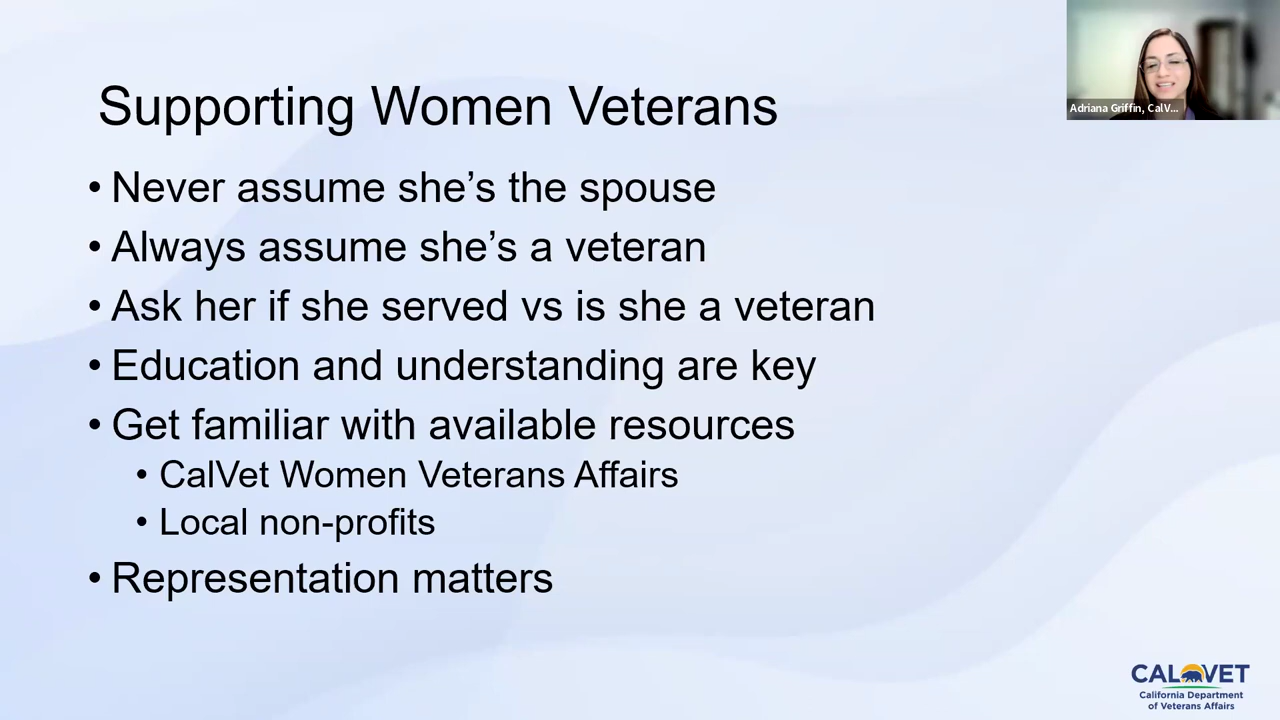 Supporting Women Veterans
• Never assume she’s the spouse
• Always assume she’s a veteran
• Ask her if she served vs is she a veteran
• Education and understanding are key
• Get familiar with available resources
• CalVet Women Veterans Affairs
• Local non-profits
• Representation matters
Adriana Griffin, CalV...
CALVET
California Department
of Veterans Affairs